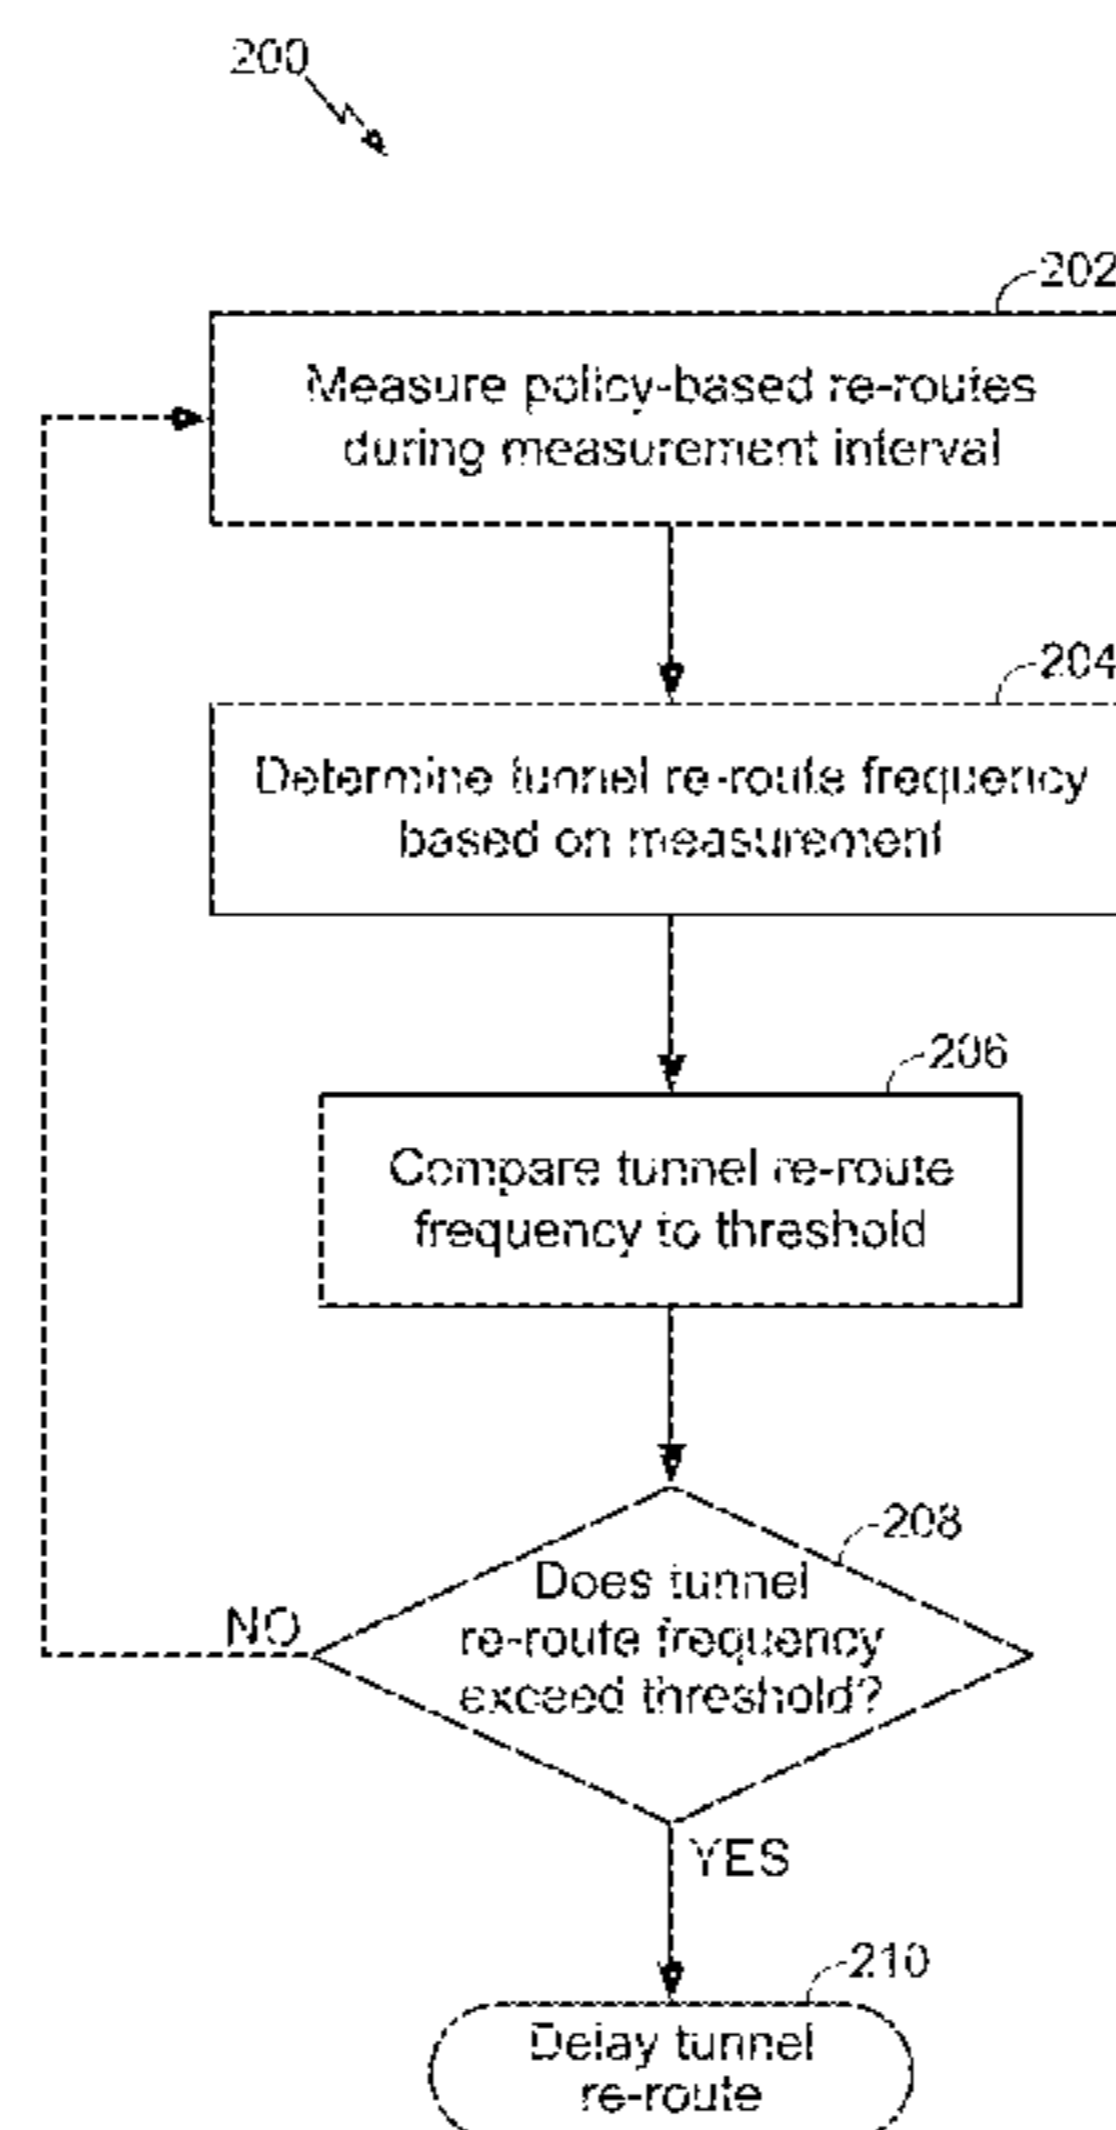 200
202
Measure policy-based re-routes
during measurement interval
204
Determine tunnel re-route frequency
based on measurement
206
Compare tunnel re-route
frequency to threshold
208
Does tunnel
re-route frequency
exceed threshold?
NO
YES
210
Delay tunnel
re-route